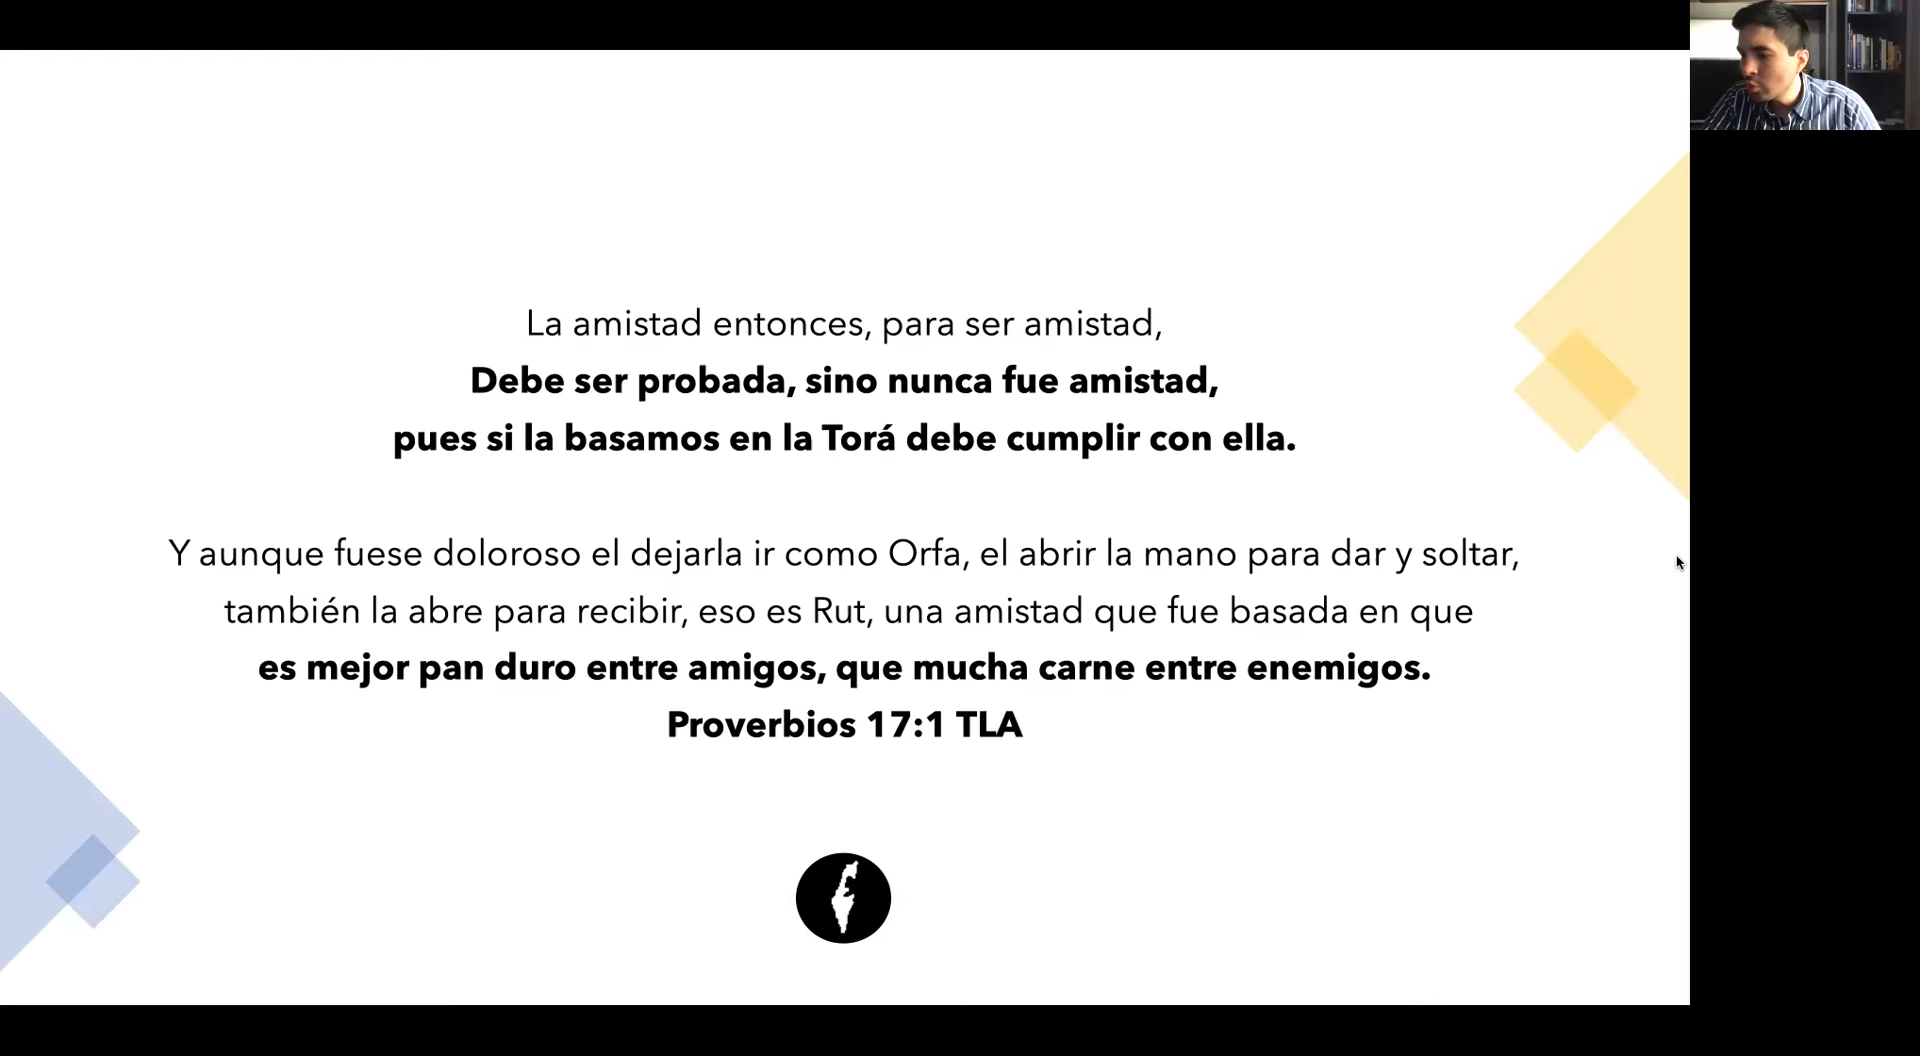 La amistad entonces, para ser amistad,
Debe ser probada, sino nunca fue amistad,
pues si la basamos en la Torá debe cumplir con ella.
Y aunque fuese doloroso el dejarla ir como Orfa, el abrir la mano para dar y soltar,
también la abre para recibir, eso es Rut, una amistad que fue basada en que
es mejor pan duro entre amigos, que mucha carne entre enemigos.
Proverbios 17:1 TLA